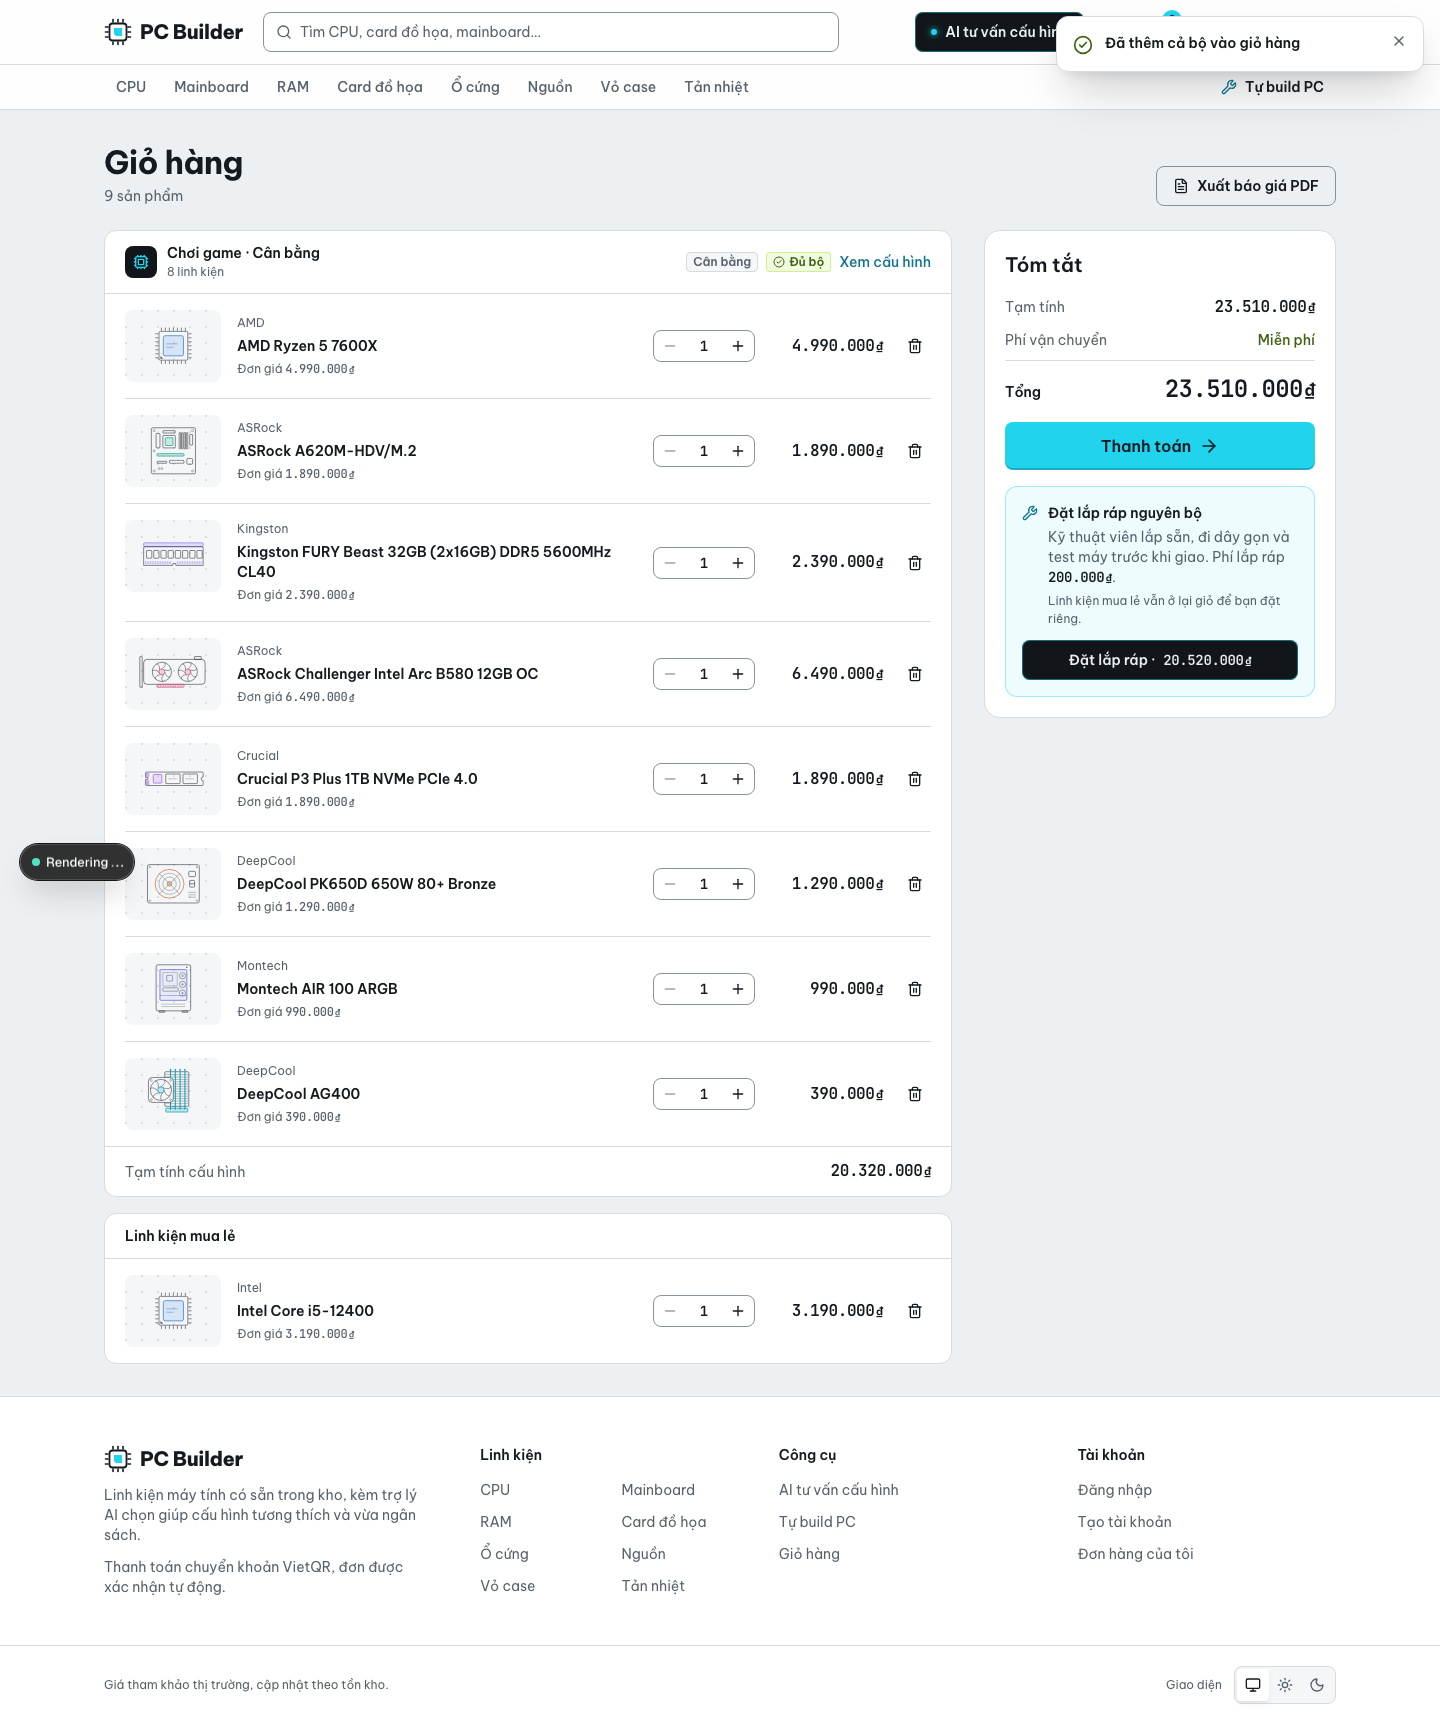 PC Builder
Tìm CPU, card đồ họa, mainboard...
AI tư vấn cấu hìn
Đã thêm cả bộ vào giỏ hàng
CPU
Mainboard
RAM
Card đồ họa
Ổ cứng
Nguồn
Vỏ case
Tản nhiệt
Tự build PC
Giỏ hàng
9 sản phẩm
Xuất báo giá PDF
Chơi game · Cân bằng
8 linh kiện
Cân bằng
Đủ bộ
Xem cấu hình
AMD
AMD Ryzen 5 7600X
Đơn giá 4.990.000₫
1
4.990.000₫
ASRock
ASRock A620M-HDV/M.2
Đơn giá 1.890.000₫
1
1.890.000₫
Kingston
Kingston FURY Beast 32GB (2x16GB) DDR5 5600MHz
CL40
Đơn giá 2.390.000₫
1
2.390.000₫
ASRock
ASRock Challenger Intel Arc B580 12GB OC
Đơn giá 6.490.000₫
1
6.490.000₫
Crucial
Crucial P3 Plus 1TB NVMe PCIe 4.0
Đơn giá 1.890.000₫
1
1.890.000₫
Rendering ...
DeepCool
DeepCool PK650D 650W 80+ Bronze
Đơn giá 1.290.000₫
1
1.290.000₫
Montech
Montech AIR 100 ARGB
Đơn giá 990.000₫
1
990.000₫
DeepCool
DeepCool AG400
Đơn giá 390.000₫
1
390.000₫
Tạm tính cấu hình
20.320.000₫
Linh kiện mua lẻ
Intel
Intel Core i5-12400
Đơn giá 3.190.000₫
1
3.190.000₫
Tóm tắt
Tạm tính
23.510.000₫
Phí vận chuyển
Miễn phí
Tổng
23.510.000₫
Thanh toán
Đặt lắp ráp nguyên bộ
Kỹ thuật viên lắp sẵn, đi dây gọn và
test máy trước khi giao. Phí lắp ráp
200.000₫.
Linh kiện mua lẻ vẫn ở lại giỏ để bạn đặt
riêng.
Đặt lắp ráp · 20.520.000₫
PC Builder
Linh kiện máy tính có sẵn trong kho, kèm trợ lý
AI chọn giúp cấu hình tương thích và vừa ngân
sách.
Thanh toán chuyển khoản VietQR, đơn được
xác nhận tự động.
Linh kiện
CPU
Mainboard
RAM
Card đồ họa
Ổ cứng
Nguồn
Vỏ case
Tản nhiệt
Công cụ
AI tư vấn cấu hình
Tự build PC
Giỏ hàng
Tài khoản
Đăng nhập
Tạo tài khoản
Đơn hàng của tôi
Giá tham khảo thị trường, cập nhật theo tồn kho.
Giao diện